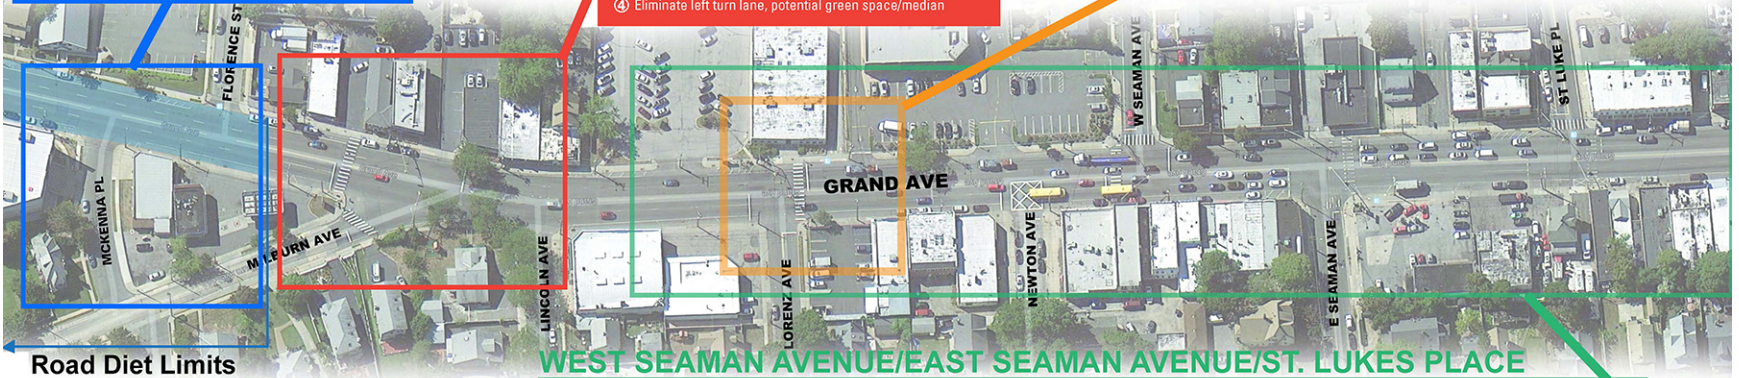 ④ Eliminate left turn lane, potential green space/median
FLORENCE ST
W SEAMAN AVE
ST LUKE PL
GRAND AVE
MCKENNA PL
MILBURN AVE
LINCOLN AVE
LORENZ AVE
NEWTON AVE
E SEAMAN AVE
Road Diet Limits
WEST SEAMAN AVENUE/EAST SEAMAN AVENUE/ST. LUKES PLACE